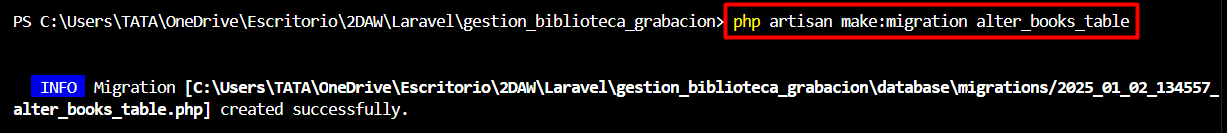 PS C:\Users\TATA\OneDrive\Escritorio\2DAW\Laravel\gestion_biblioteca_grabacion> php artisan make:migration alter_books_table
INFO Migration [C:\Users\TATA\OneDrive\Escritorio\2DAW\Laravel\gestion_biblioteca_grabacion\database\migrations/2025_01_02_134557_
alter_books_table.php] created successfully.